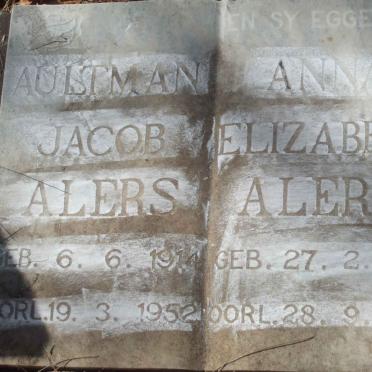 EN SY EGGE
AULTMAN
JACOB
ALERS
GEB. 6. 6. 1914
OORL. 19. 3. 1952
ANNA
ELIZABE
ALER
GEB. 27. 2.
OORL. 28. 9.